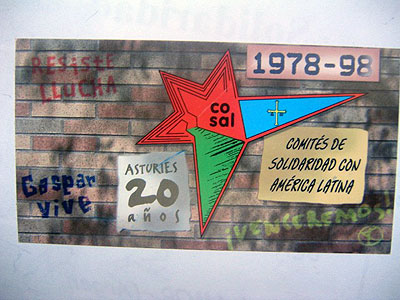 RESISTE
LLUCHA
1978-98
co
sal
COMITÉS DE
SOLIDARIDAD CON
AMÉRICA LATINA
ASTURIES
20
años
Gaspar
Vive
¡VENCEREMOS!